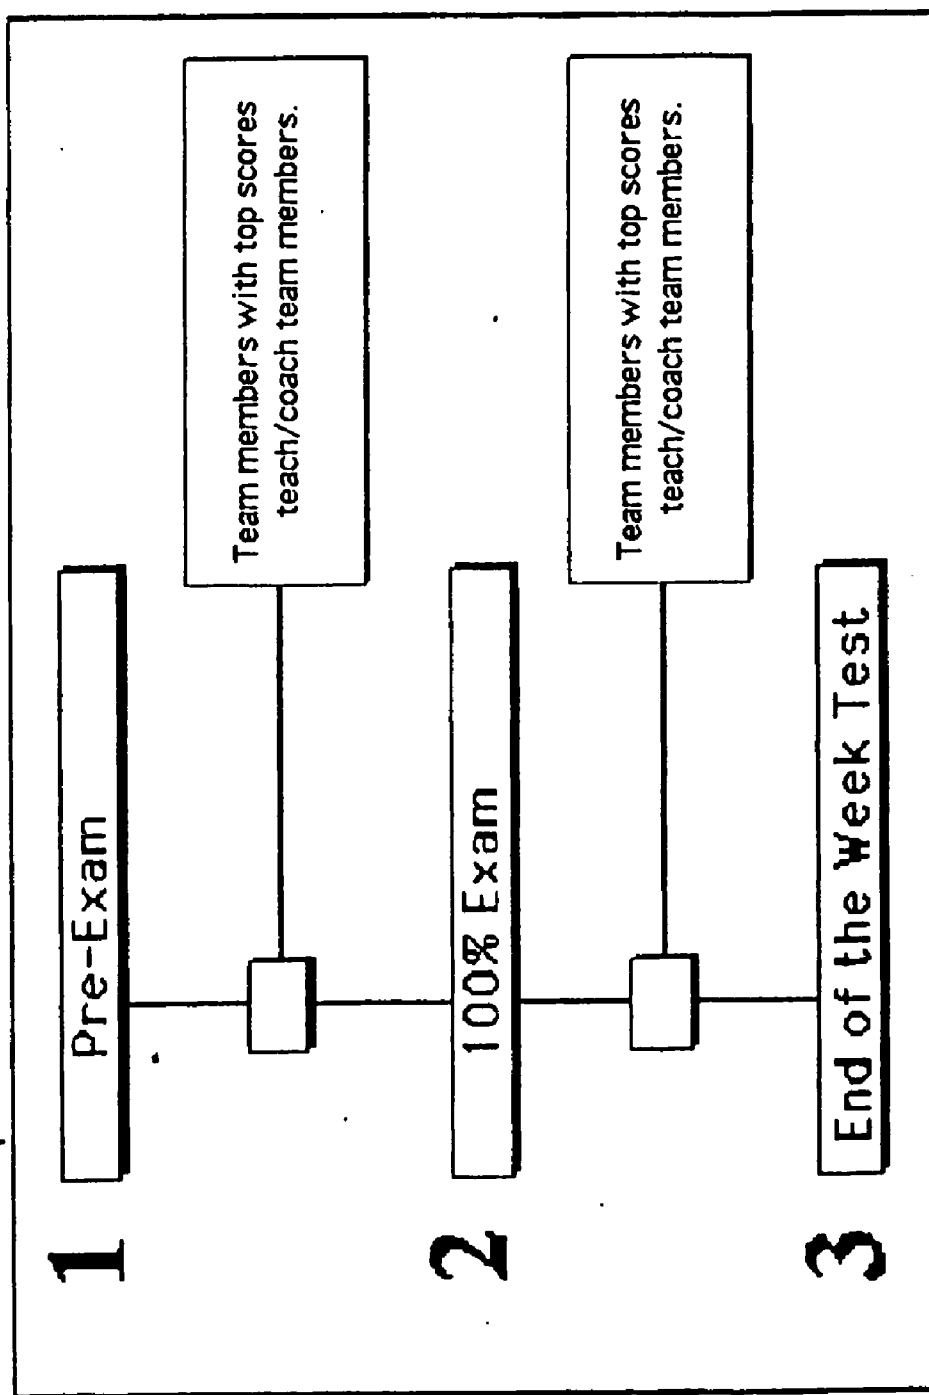 1
Pre-Exam
Team members with top scores
teach/coach team members.
2
100% Exam
Team members with top scores
teach/coach team members.
3
End of the Week Test